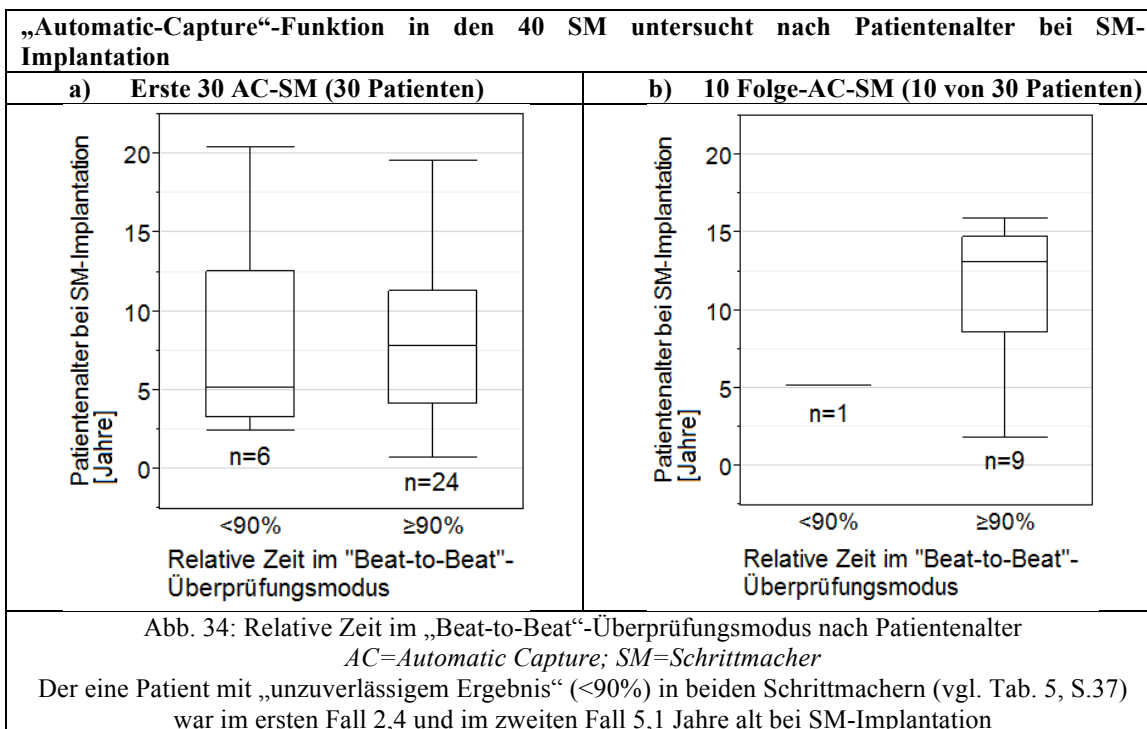 „Automatic-Capture“-Funktion in den 40 SM untersucht nach Patientenalter bei SM-
Implantation
a) Erste 30 AC-SM (30 Patienten)
Patientenalter bei SM-Implantation
[Jahre]
20
15
10
5
0
n=6
n=24
<90%
≥90%
Relative Zeit im "Beat-to-Beat"-
Überprüfungsmodus
b) 10 Folge-AC-SM (10 von 30 Patienten)
Patientenalter bei SM-Implantation
[Jahre]
20
15
10
5
0
n=1
n=9
<90%
≥90%
Relative Zeit im "Beat-to-Beat"-
Überprüfungsmodus
Abb. 34: Relative Zeit im „Beat-to-Beat“-Überprüfungsmodus nach Patientenalter
AC=Automatic Capture; SM=Schrittmacher
Der eine Patient mit „unzuverlässigem Ergebnis“ (<90%) in beiden Schrittmachern (vgl. Tab. 5, S.37)
war im ersten Fall 2,4 und im zweiten Fall 5,1 Jahre alt bei SM-Implantation